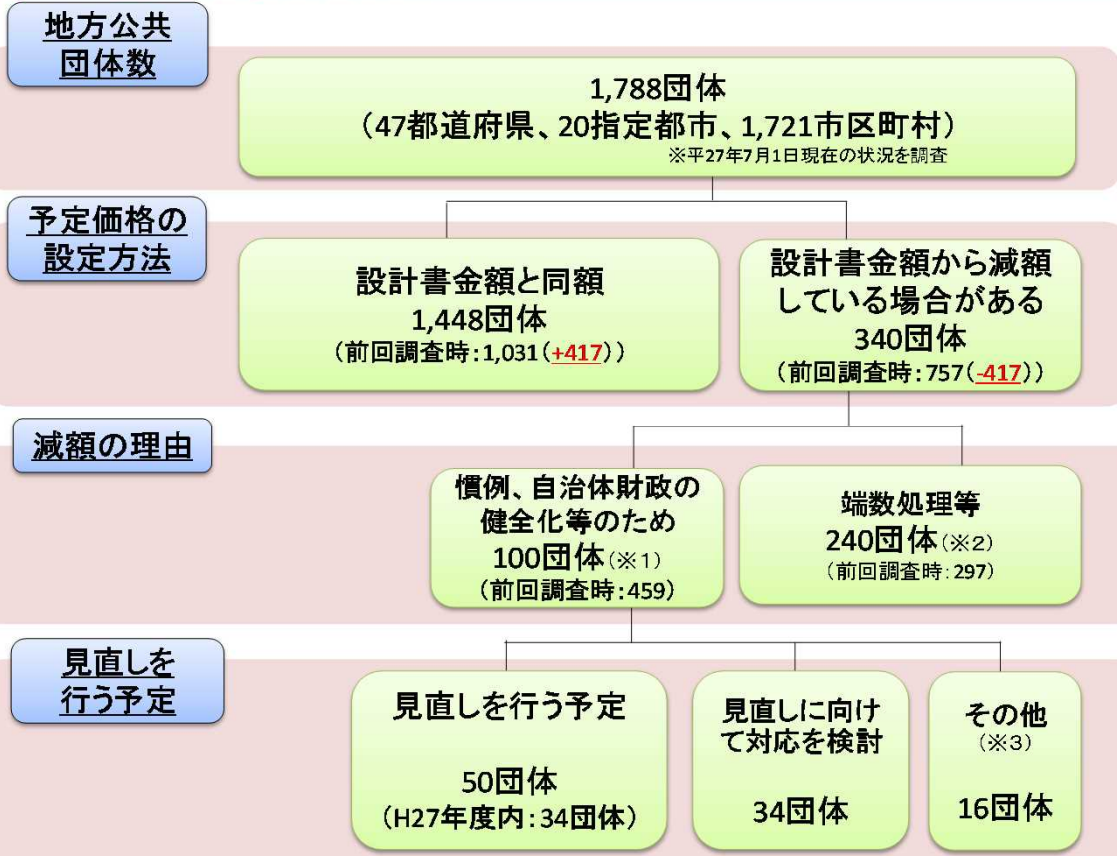 地方公共
団体数
1,788団体
（47都道府県、20指定都市、1,721市区町村）
※平27年7月1日現在の状況を調査
予定価格の
設定方法
設計書金額と同額
1,448団体
（前回調査時：1,031（+417））
設計書金額から減額
している場合がある
340団体
（前回調査時：757（-417））
減額の理由
慣例、自治体財政の
健全化等のため
100団体（※1）
（前回調査時：459）
端数処理等
240団体（※2）
（前回調査時：297）
見直しを
行う予定
見直しを行う予定
50団体
（H27年度内：34団体）
見直しに向け
て対応を検討
34団体
その他
（※3）
16団体